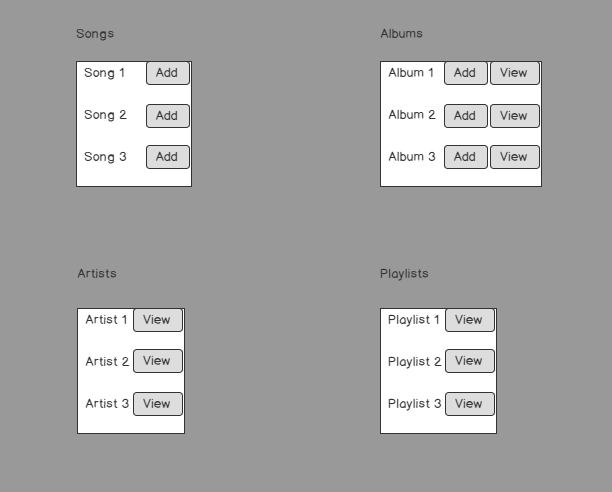 Songs
Song 1 Add
Song 2 Add
Song 3 Add
Albums
Album 1 Add View
Album 2 Add View
Album 3 Add View
Artists
Artist 1 View
Artist 2 View
Artist 3 View
Playlists
Playlist 1 View
Playlist 2 View
Playlist 3 View